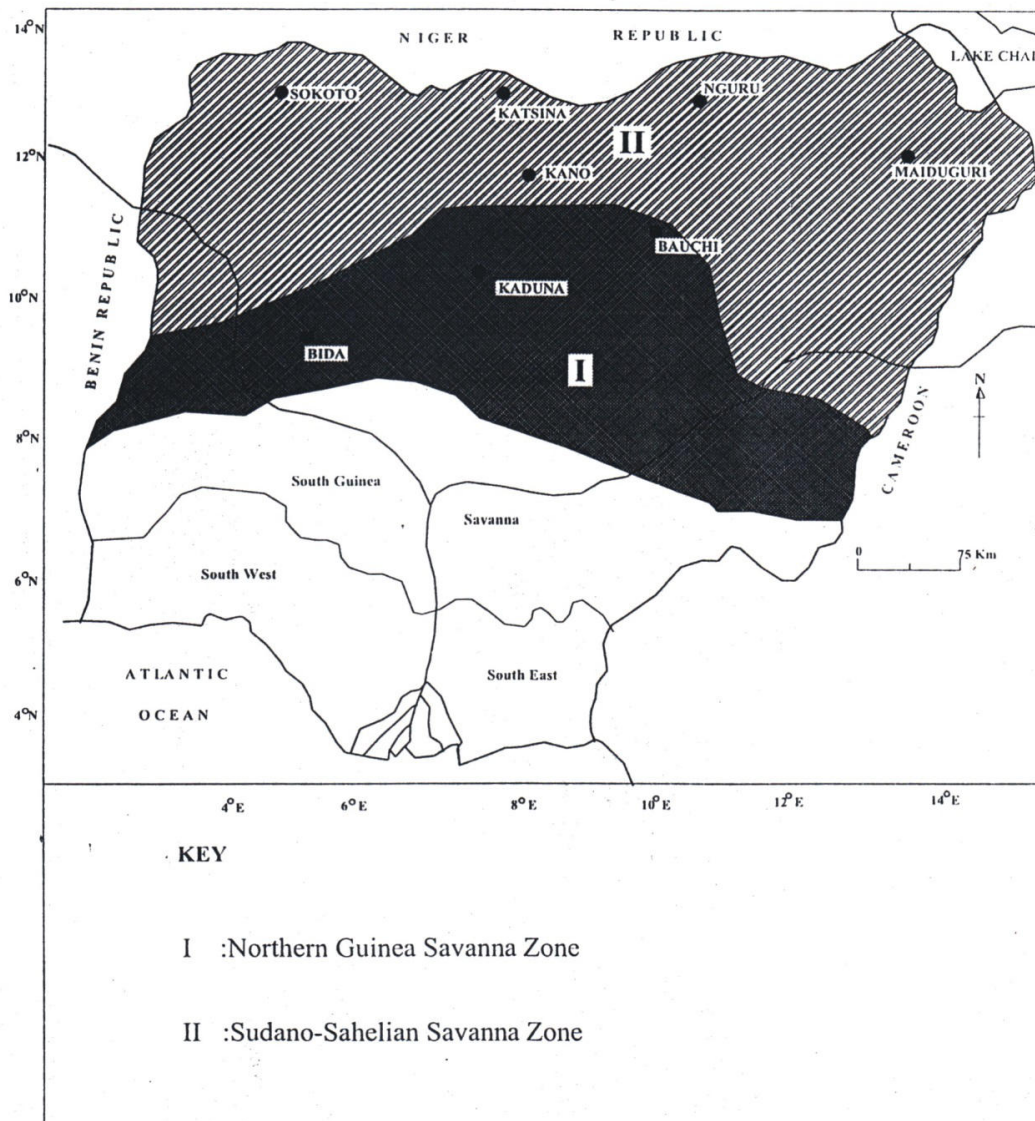 14°N
NIGER REPUBLIC
LAKE CHAD
SOKOTO
KATSINA
NGURU
II
12°N
KANO
MAIDUGURI
BENIN REPUBLIC
BAUCHI
KADUNA
10°N
BIDA
I
N
8°N
CAMEROON
South Guinea
Savanna
0 75 Km
6°N
South West
South East
ATLANTIC
OCEAN
4°N
4°E 6°E 8°E 10°E 12°E 14°E
KEY
I :Northern Guinea Savanna Zone
II :Sudano-Sahelian Savanna Zone